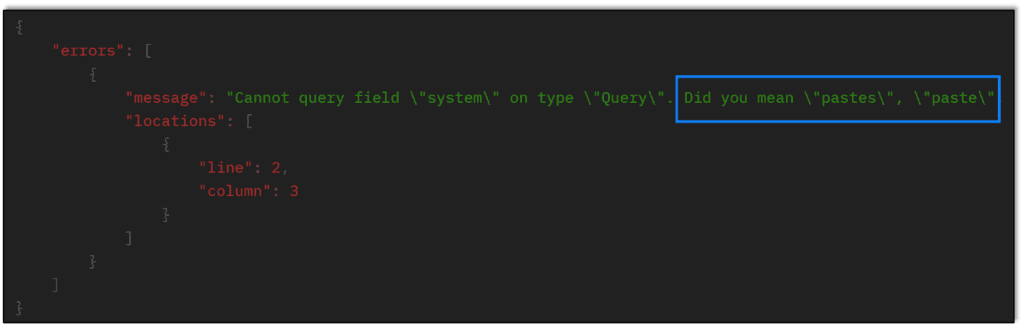 {
"errors": [
{
"message": "Cannot query field \"system\" on type \"Query\". Did you mean \"pastes\", \"paste\"
"locations": [
{
"line": 2,
"column": 3
}
]
}
]
}